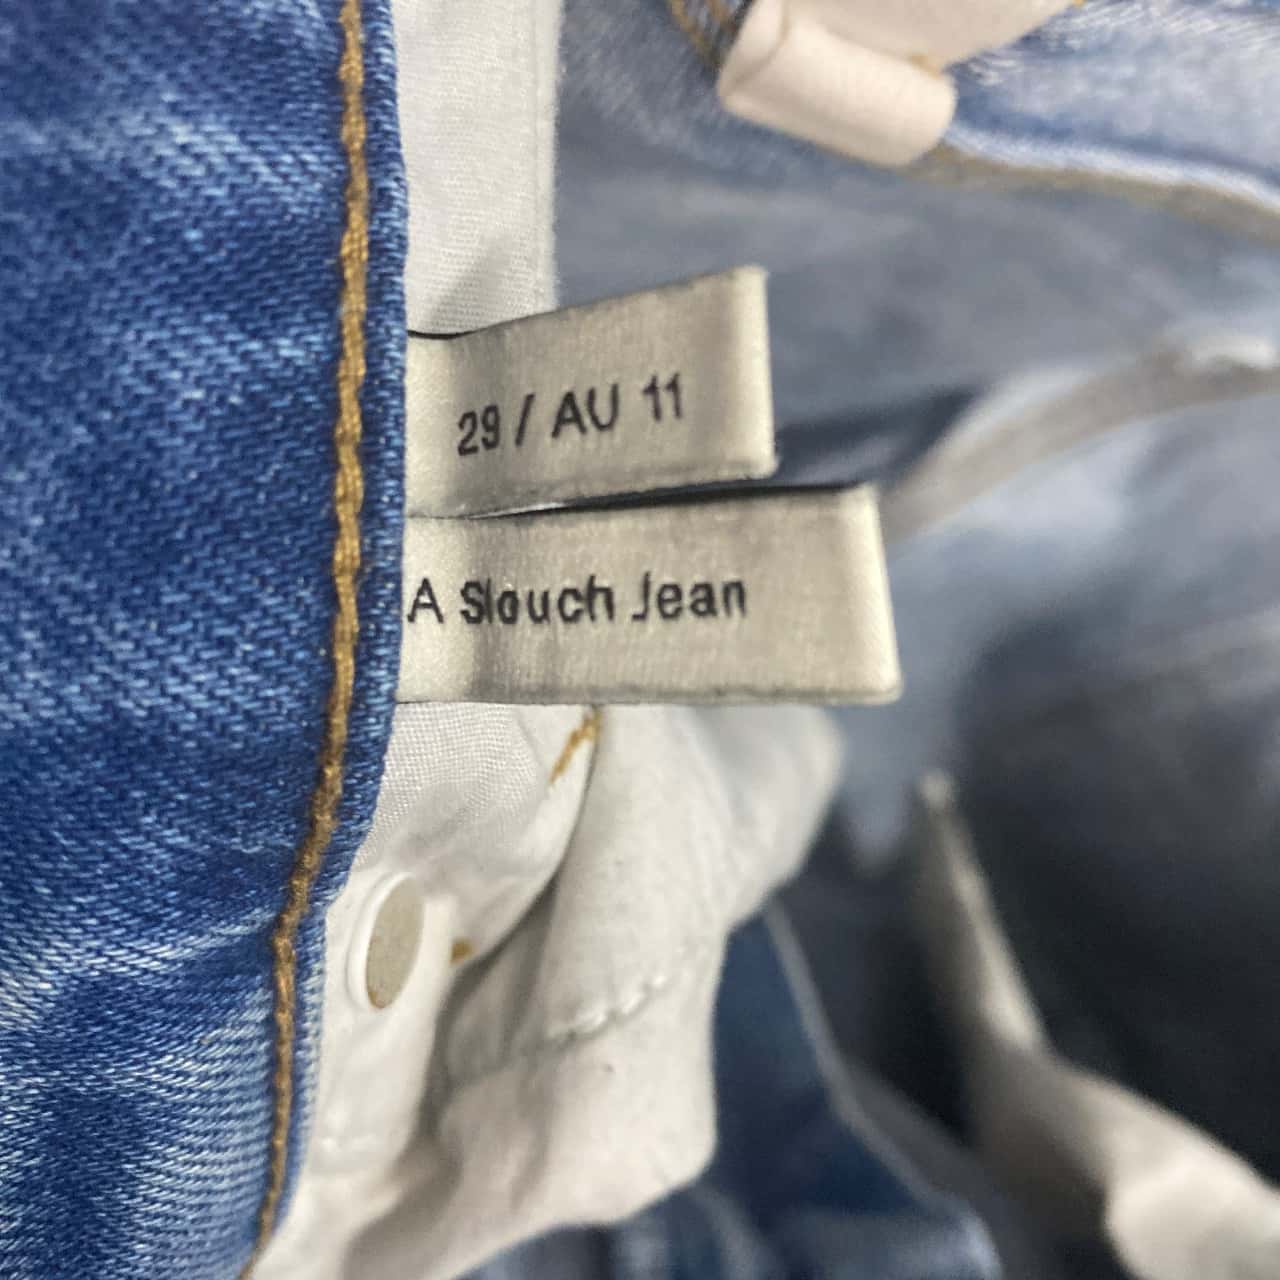 29 / AU 11
A Slouch Jean